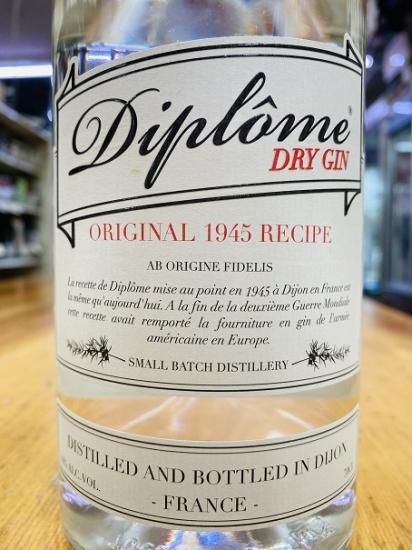 Diplôme
DRY GIN
ORIGINAL 1945 RECIPE
AB ORIGINE FIDELIS
La recette de Diplôme mise au point en 1945 à Dijon en France est
la même qu'aujourd'hui. A la fin de la deuxième Guerre Mondiale
cette recette avait remporté la fourniture en gin de l'armée
américaine en Europe.
SMALL BATCH DISTILLERY
DISTILLED AND BOTTLED IN DIJON
ALC. VOL.
- FRANCE -